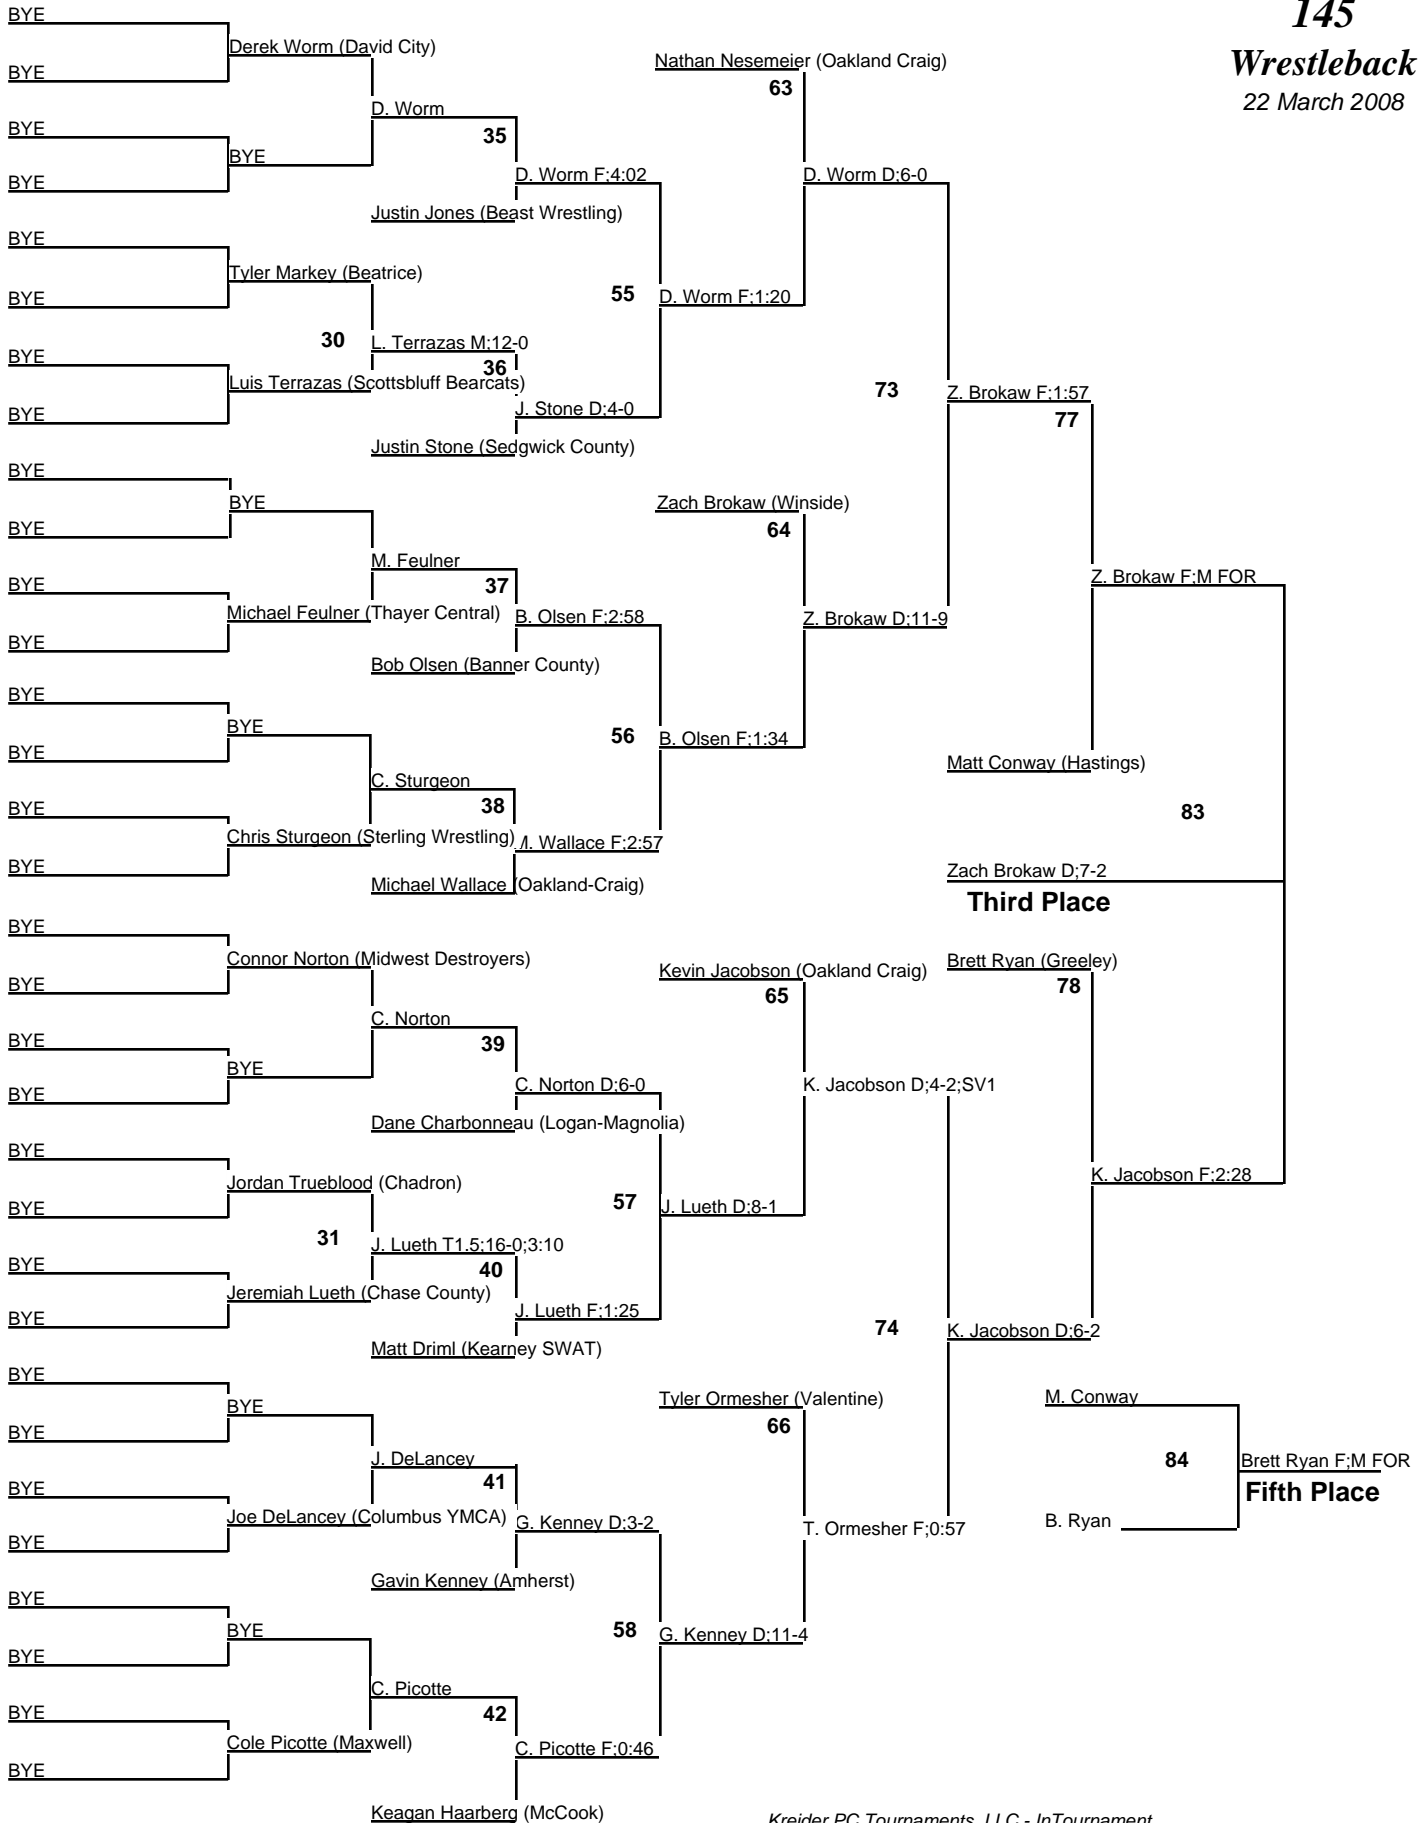 145
Wrestleback
22 March 2008
BYE
Derek Worm (David City)
BYE
D. Worm
BYE
35
BYE
BYE
D. Worm F;4:02
Justin Jones (Beast Wrestling)
BYE
Tyler Markey (Beatrice)
BYE
30
L. Terrazas M;12-0
BYE
36
Luis Terrazas (Scottsbluff Bearcats)
BYE
J. Stone D;4-0
Justin Stone (Sedgwick County)
55
D. Worm F;1:20
Nathan Nesemeier (Oakland Craig)
63
D. Worm D;6-0
BYE
BYE
BYE
M. Feulner
BYE
37
Michael Feulner (Thayer Central)
BYE
B. Olsen F;2:58
Bob Olsen (Banner County)
BYE
BYE
BYE
C. Sturgeon
BYE
38
Chris Sturgeon (Sterling Wrestling)
BYE
M. Wallace F;2:57
Michael Wallace (Oakland-Craig)
56
B. Olsen F;1:34
Zach Brokaw (Winside)
64
Z. Brokaw D;11-9
73
Z. Brokaw F;1:57
77
Z. Brokaw F;M FOR
Matt Conway (Hastings)
83
Zach Brokaw D;7-2
Third Place
BYE
Connor Norton (Midwest Destroyers)
BYE
C. Norton
BYE
39
BYE
BYE
C. Norton D;6-0
Dane Charbonneau (Logan-Magnolia)
BYE
Jordan Trueblood (Chadron)
BYE
31
J. Lueth T1.5;16-0;3:10
BYE
40
Jeremiah Lueth (Chase County)
BYE
J. Lueth F;1:25
Matt Driml (Kearney SWAT)
57
J. Lueth D;8-1
Kevin Jacobson (Oakland Craig)
65
K. Jacobson D;4-2;SV1
Brett Ryan (Greeley)
78
K. Jacobson F;2:28
74
K. Jacobson D;6-2
BYE
BYE
BYE
J. DeLancey
BYE
41
Joe DeLancey (Columbus YMCA)
BYE
G. Kenney D;3-2
Gavin Kenney (Amherst)
BYE
BYE
BYE
C. Picotte
BYE
42
Cole Picotte (Maxwell)
BYE
C. Picotte F;0:46
Keagan Haarberg (McCook)
58
G. Kenney D;11-4
Tyler Ormesher (Valentine)
66
T. Ormesher F;0:57
M. Conway
84
Brett Ryan F;M FOR
Fifth Place
B. Ryan
Kreider PC Tournaments, LLC - InTournament